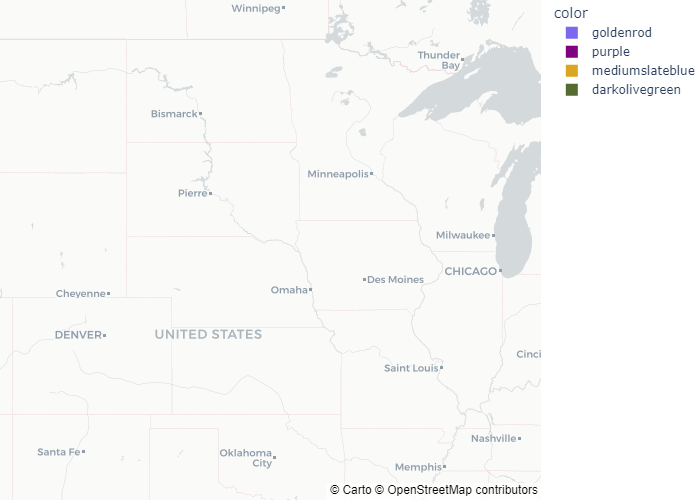 Winnipeg
Thunder
Bay
Bismarck
Minneapolis
Pierre
Milwaukee
CHICAGO
Des Moines
Omaha
Cheyenne
DENVER
UNITED STATES
Cinci
Saint Louis
Nashville
Santa Fe
Oklahoma
City
Memphis
© Carto © OpenStreetMap contributors
color
goldenrod
purple
mediumslateblue
darkolivegreen